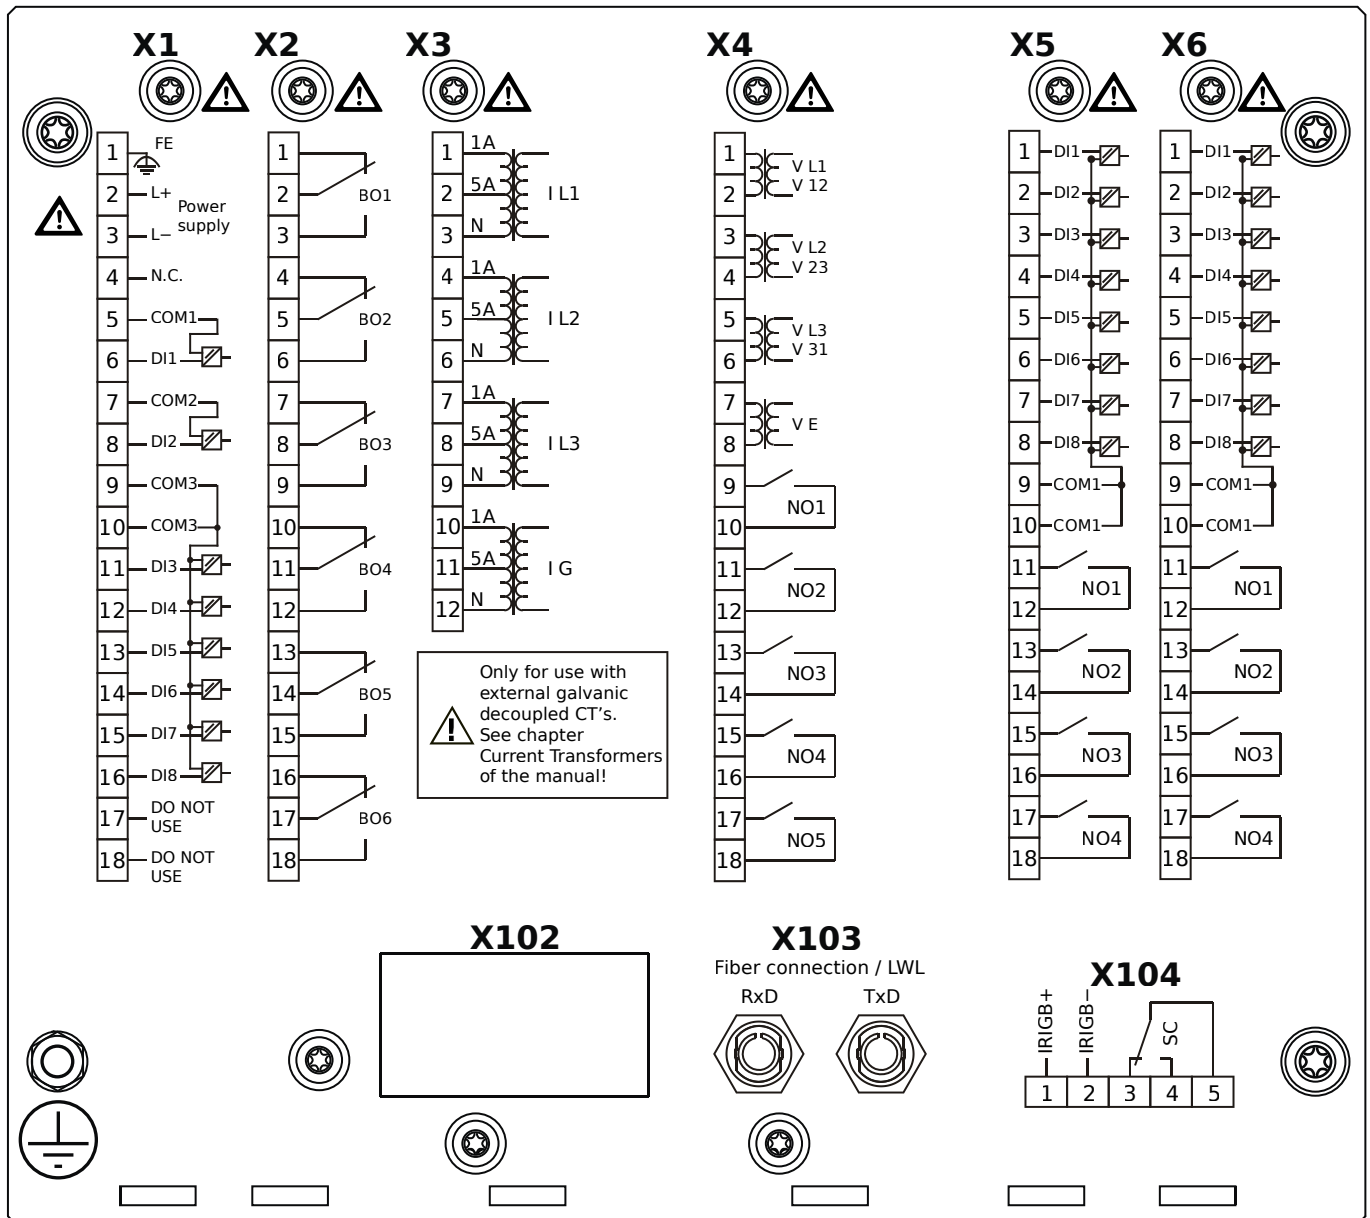 X1
X2
X3
X4
X5
X6
1 FE
2 L+
Power
supply
3 L−
4 N.C.
5 COM1
6 DI1
7 COM2
8 DI2
9 COM3
10 COM3
11 DI3
12 DI4
13 DI5
14 DI6
15 DI7
16 DI8
17 DO NOT
USE
18 DO NOT
USE
1
2 BO1
3
4
5 BO2
6
7
8 BO3
9
10
11 BO4
12
13
14 BO5
15
16
17 BO6
18
1 1A
2 5A I L1
3 N
4 1A
5 5A I L2
6 N
7 1A
8 5A I L3
9 N
10 1A
11 5A I G
12 N
Only for use with
external galvanic
decoupled CT's.
See chapter
Current Transformers
of the manual!
1 V L1
2 V 12
3 V L2
4 V 23
5 V L3
6 V 31
7
V E
8
9
NO1
10
11
NO2
12
13
NO3
14
15
NO4
16
17
NO5
18
1 DI1
2 DI2
3 DI3
4 DI4
5 DI5
6 DI6
7 DI7
8 DI8
9 COM1
10 COM1
11
NO1
12
13
NO2
14
15
NO3
16
17
NO4
18
1 DI1
2 DI2
3 DI3
4 DI4
5 DI5
6 DI6
7 DI7
8 DI8
9 COM1
10 COM1
11
NO1
12
13
NO2
14
15
NO3
16
17
NO4
18
X102
X103
Fiber connection / LWL
RxD TxD
X104
IRIGB+
IRIGB−
SC
1 2 3 4 5